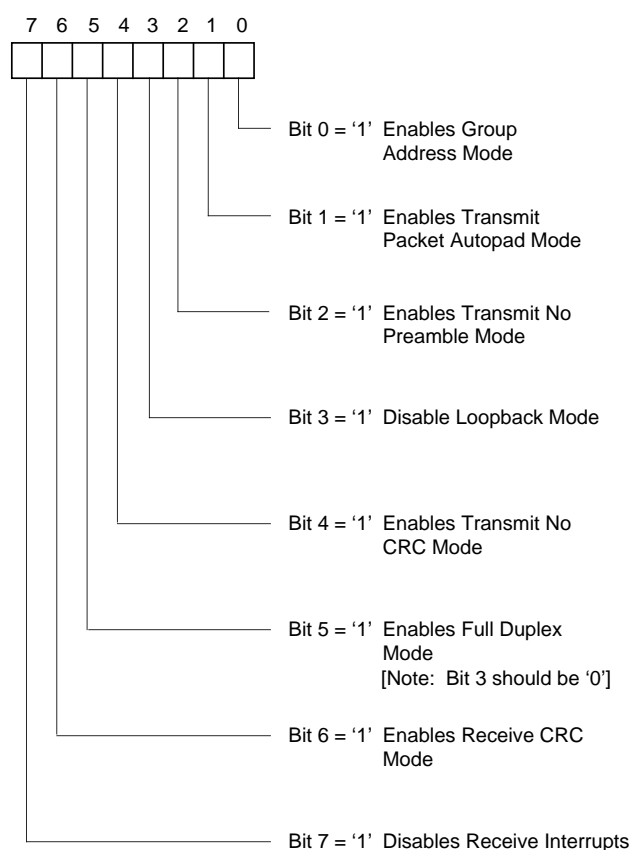 7 6 5 4 3 2 1 0
Bit 0 = ‘1’ Enables Group
Address Mode
Bit 1 = ‘1’ Enables Transmit
Packet Autopad Mode
Bit 2 = ‘1’ Enables Transmit No
Preamble Mode
Bit 3 = ‘1’ Disable Loopback Mode
Bit 4 = ‘1’ Enables Transmit No
CRC Mode
Bit 5 = ‘1’ Enables Full Duplex
Mode
[Note: Bit 3 should be ‘0’]
Bit 6 = ‘1’ Enables Receive CRC
Mode
Bit 7 = ‘1’ Disables Receive Interrupts